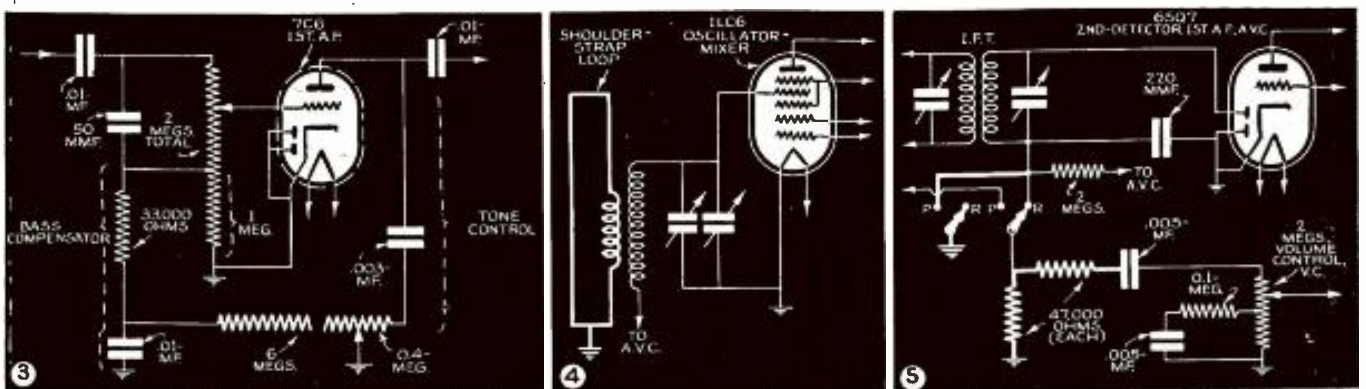 7C6
1ST. A.F.
.01-
MF.
.01-
MF.
50
MMF.
2
MEGS.
TOTAL
BASS
COMPENSATOR
33,000
OHMS
1
MEG.
TONE
CONTROL
.003-
MF.
.01-
MF.
6
MEGS.
0.4-
MEG.
3
SHOULDER-
STRAP
LOOP
1LC6
OSCILLATOR-
MIXER
TO
A.V.C.
4
6SQ7
2ND-DETECTOR, 1ST A.F., A.V.C.
I.F.T.
220
MMF.
TO
A.V.C.
2
MEGS.
P R P R
.005-
MF.
2
MEGS.
VOLUME
CONTROL,
V.C.
0.1-
MEG.
47,000
OHMS
(EACH)
.005-
MF.
5